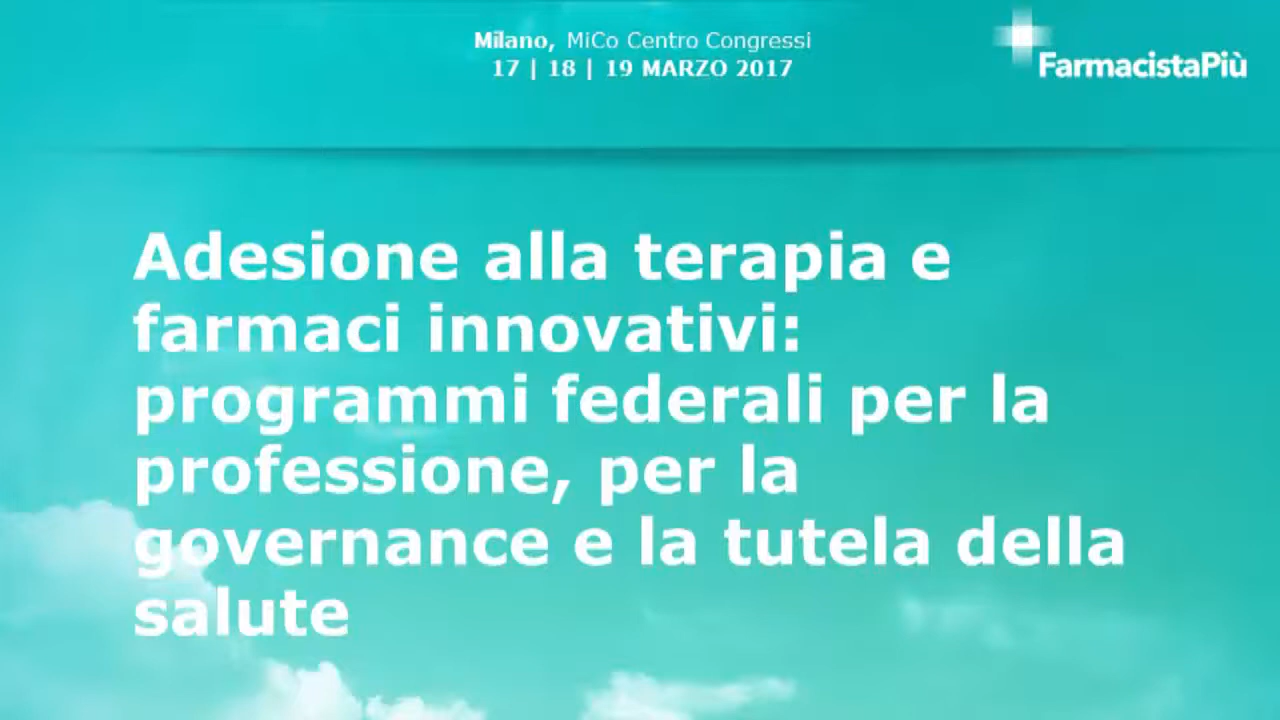 Milano, MiCo Centro Congressi
17 | 18 | 19 MARZO 2017
FarmacistaPiù
Adesione alla terapia e
farmaci innovativi:
programmi federali per la
professione, per la
governance e la tutela della
salute